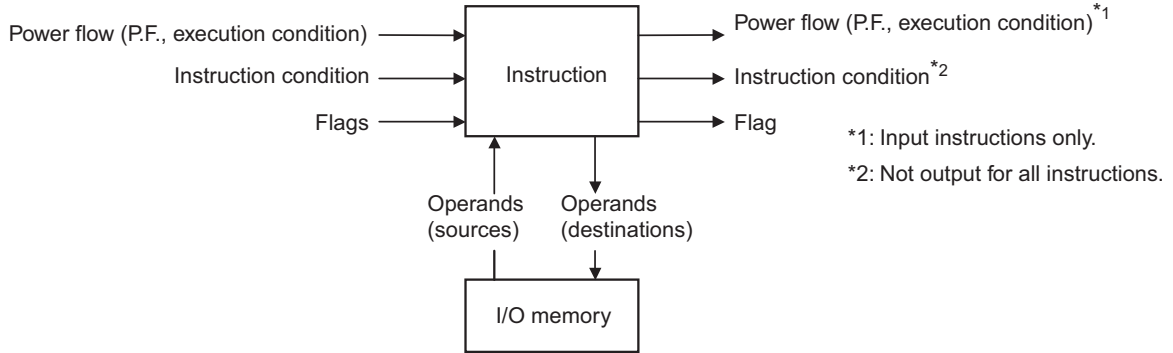 Power flow (P.F., execution condition)
Instruction condition
Flags
Instruction
Power flow (P.F., execution condition)*1
Instruction condition*2
Flag
*1: Input instructions only.
*2: Not output for all instructions.
Operands
(sources)
Operands
(destinations)
I/O memory